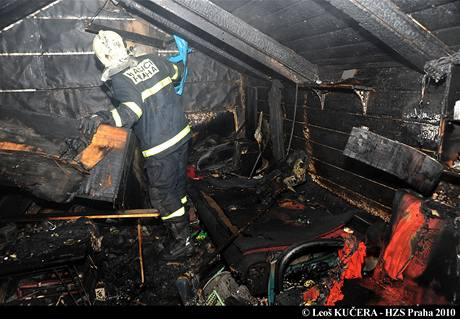 HASIČI
PRAHA
© Leoš KUČERA - HZS Praha 2010